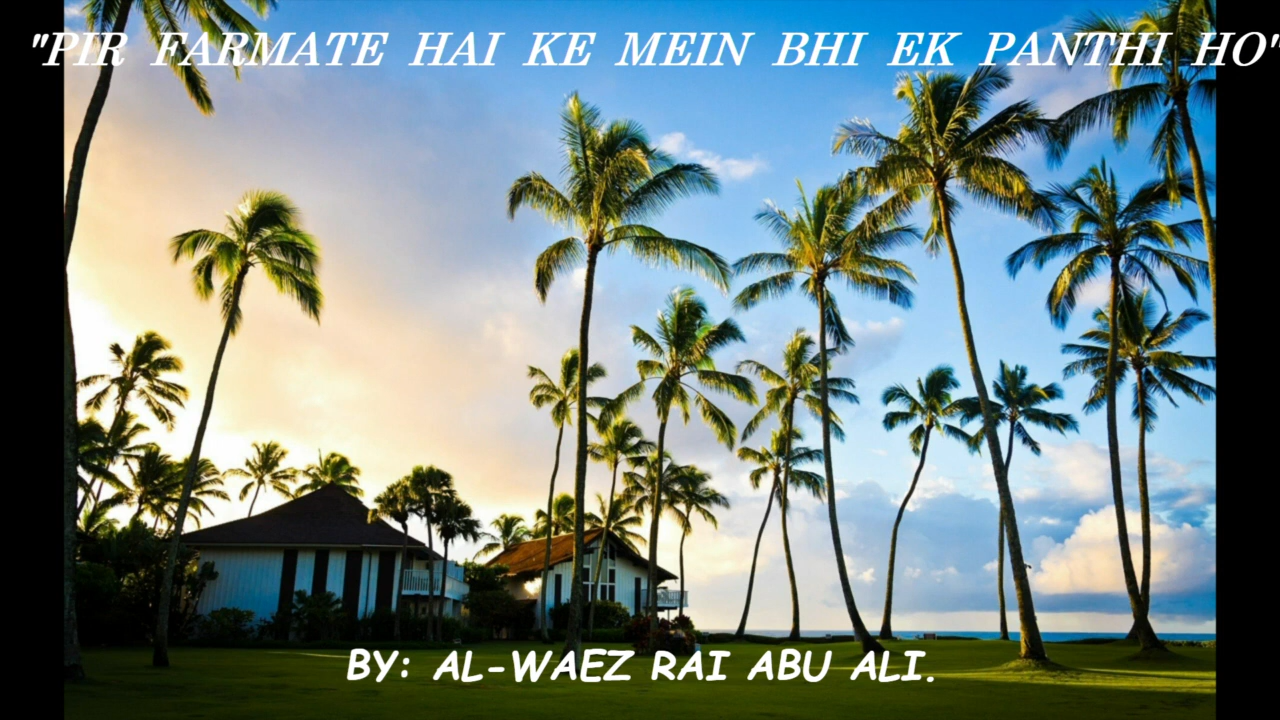 "PIR FARMATE HAI KE MEIN BHI EK PANTHI HO"
BY: AL-WAEZ RAI ABU ALI.